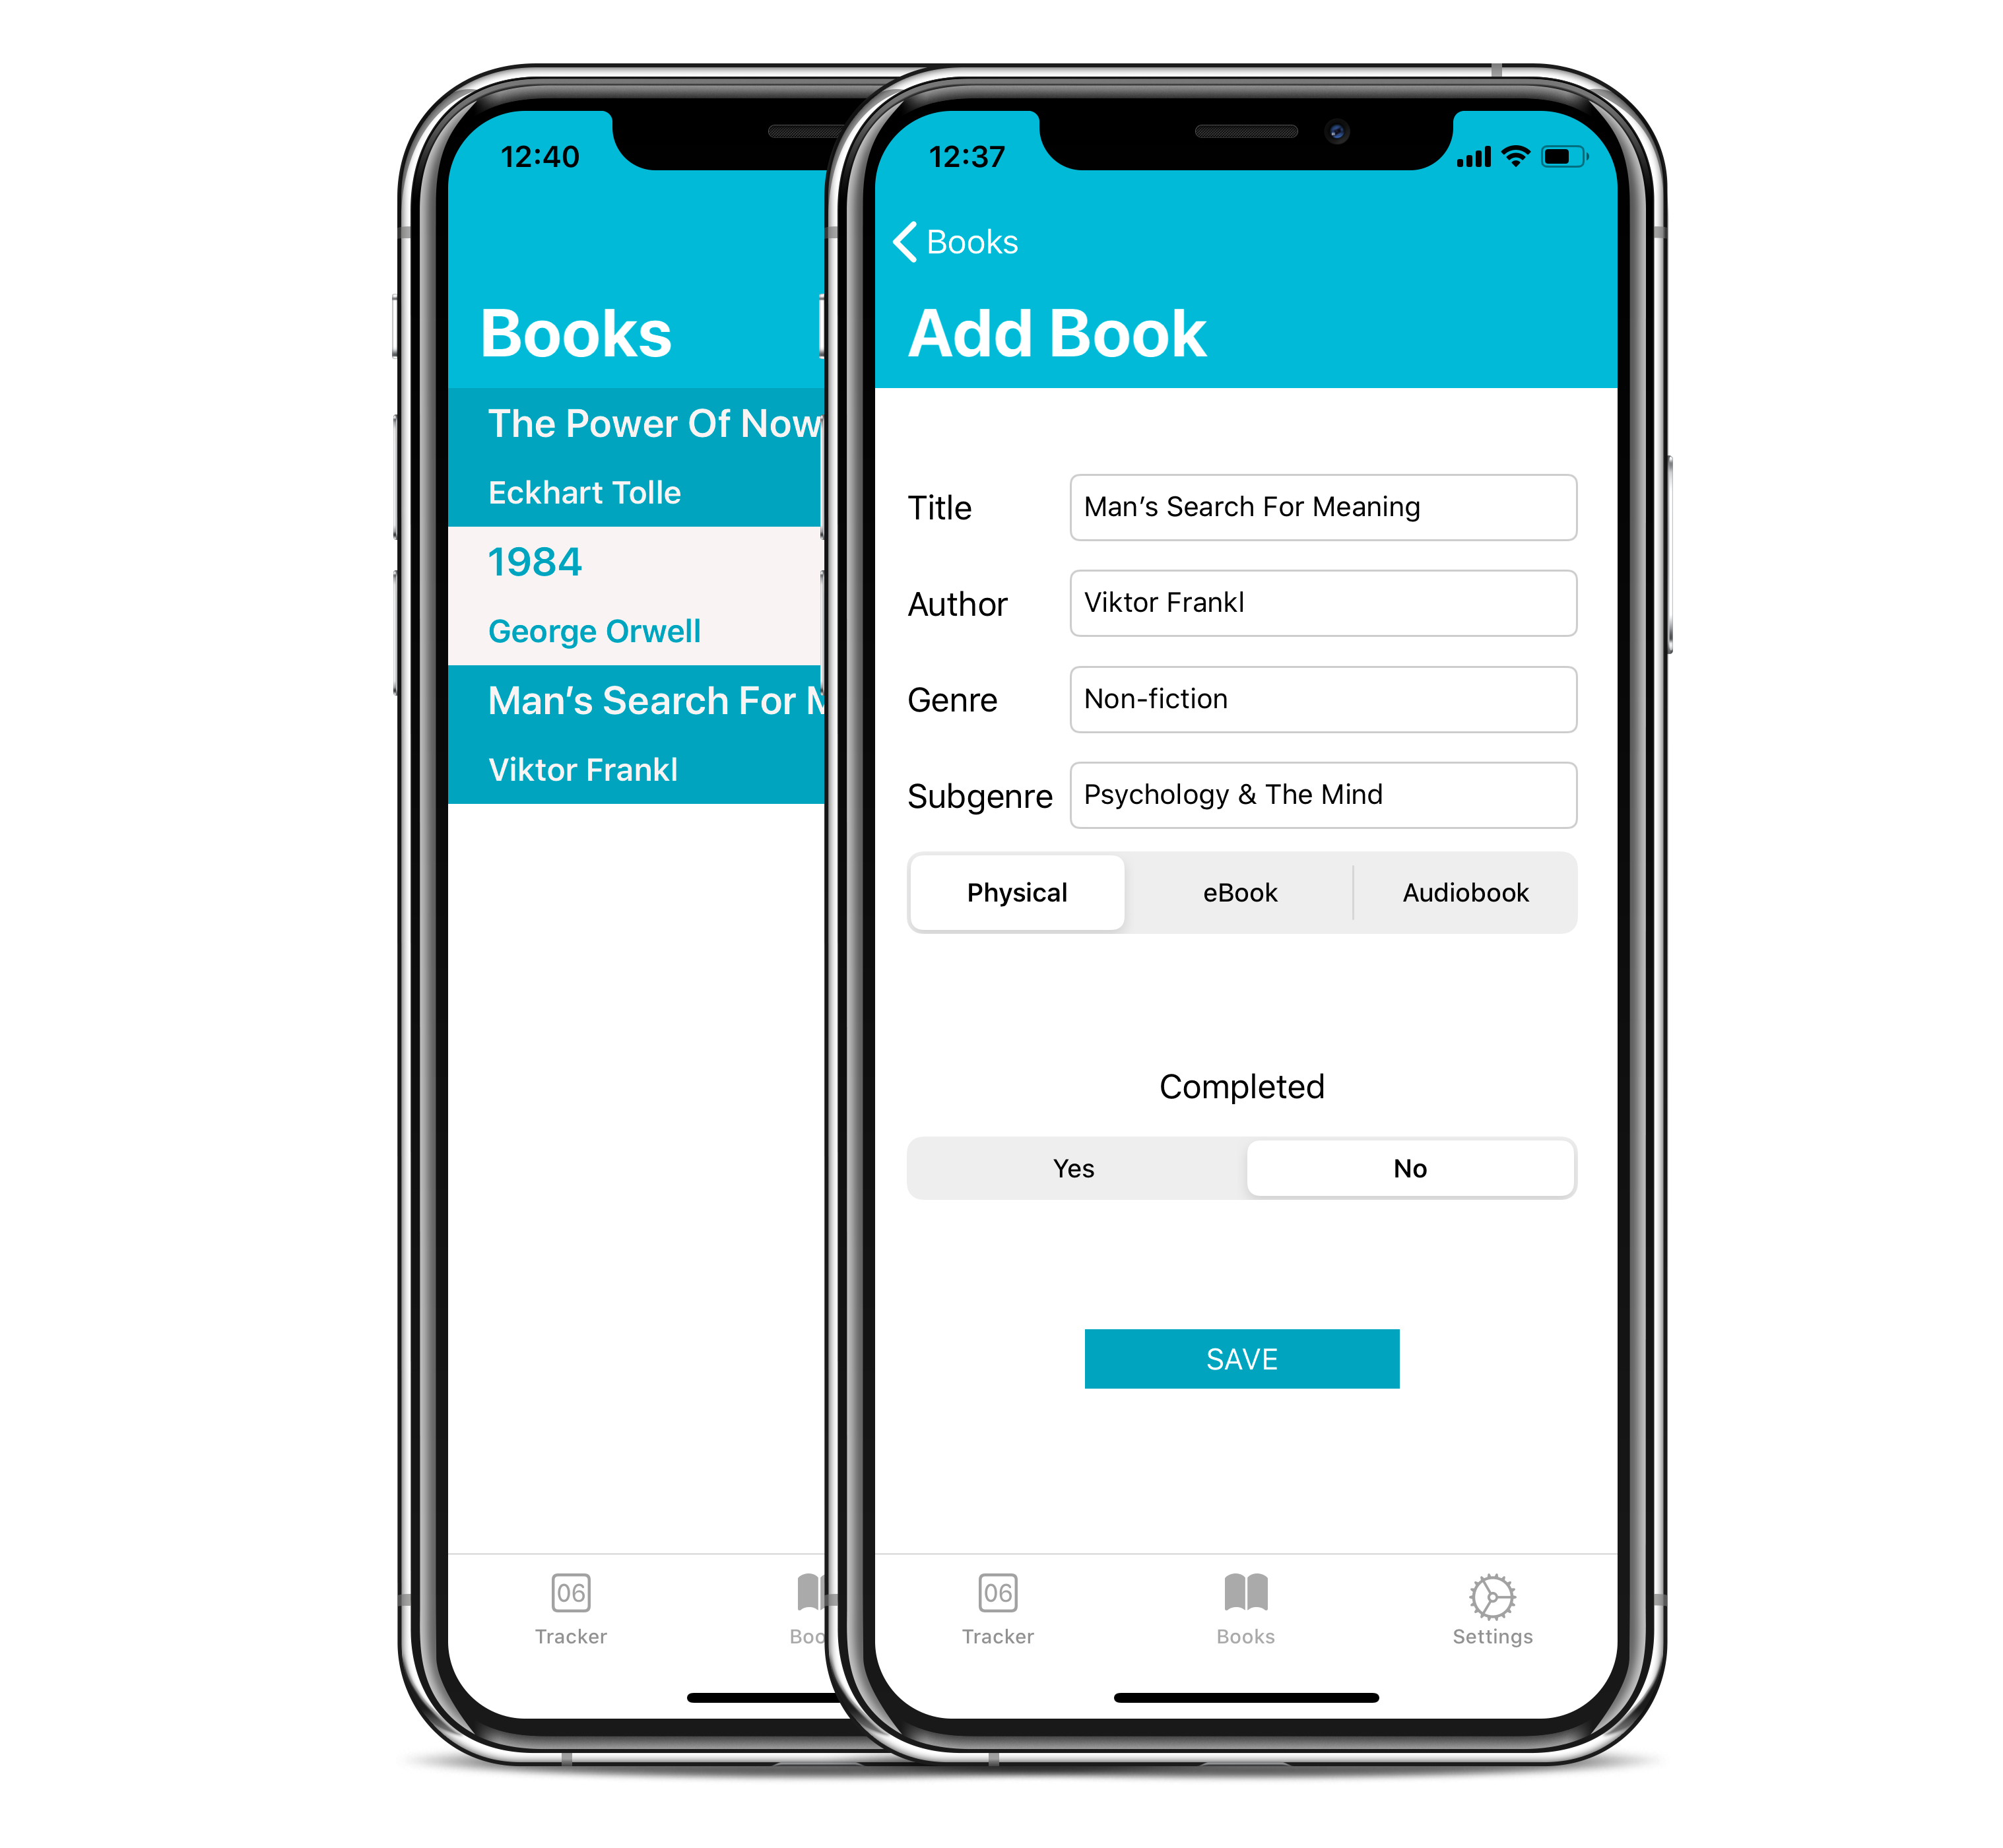 12:40
Books
The Power Of Now
Eckhart Tolle
1984
George Orwell
Man's Search For
Viktor Frankl
06
Tracker
12:37
Books
Add Book
Title Man’s Search For Meaning
Author Viktor Frankl
Genre Non-fiction
Subgenre Psychology & The Mind
Physical eBook Audiobook
Completed
Yes No
SAVE
06
Tracker Books Settings